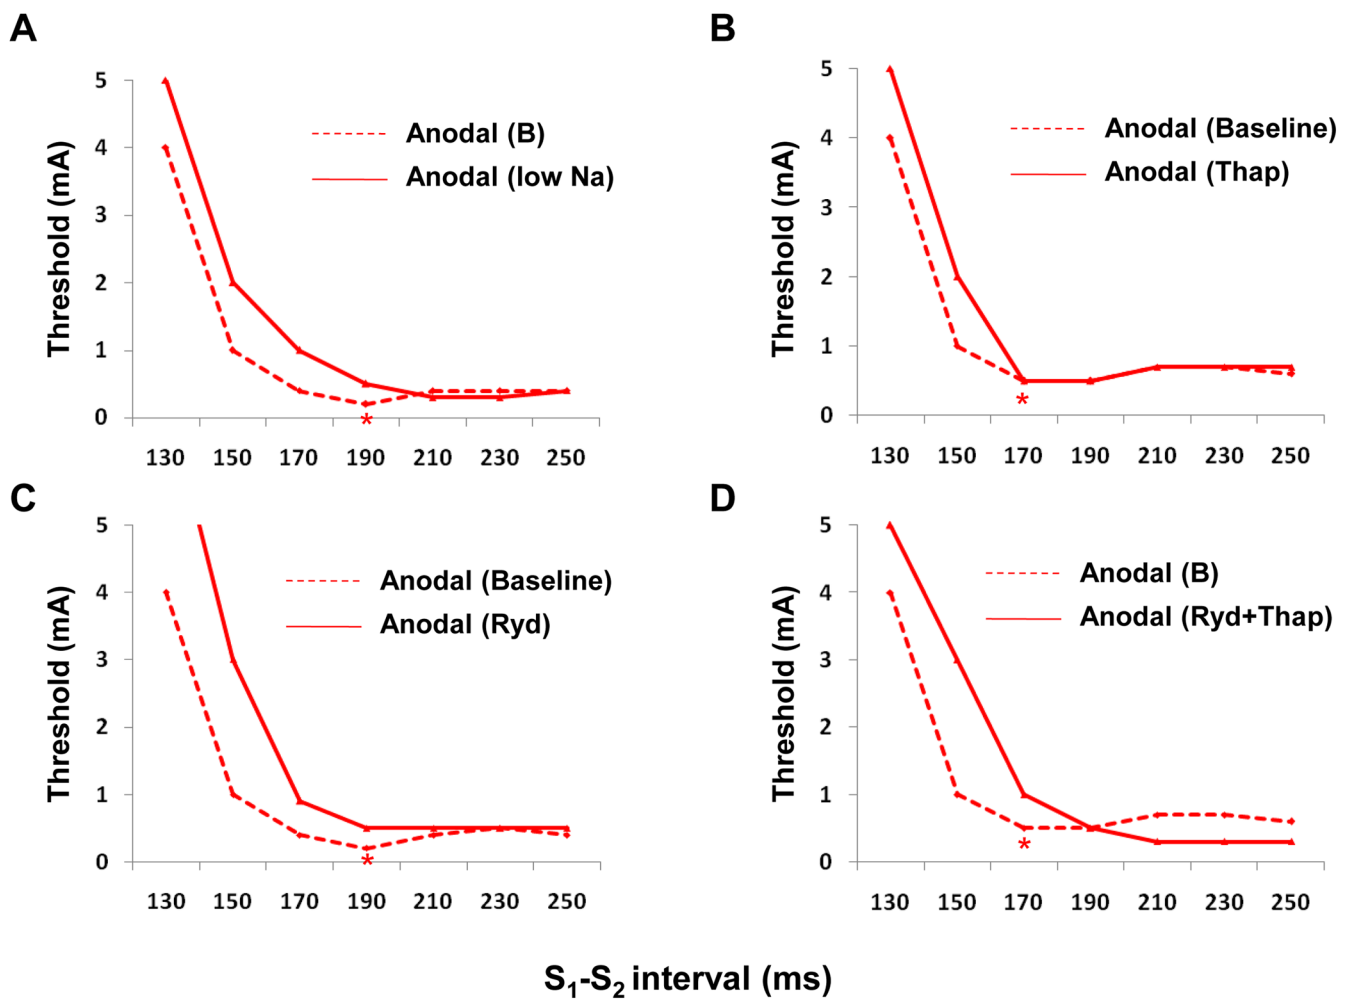 A
Threshold (mA)
5
4
3
2
1
0
Anodal (B)
Anodal (low Na)
*
130 150 170 190 210 230 250
B
Threshold (mA)
5
4
3
2
1
0
Anodal (Baseline)
Anodal (Thap)
*
130 150 170 190 210 230 250
C
Threshold (mA)
5
4
3
2
1
0
Anodal (Baseline)
Anodal (Ryd)
*
130 150 170 190 210 230 250
D
Threshold (mA)
5
4
3
2
1
0
Anodal (B)
Anodal (Ryd+Thap)
*
130 150 170 190 210 230 250
S₁-S₂ interval (ms)